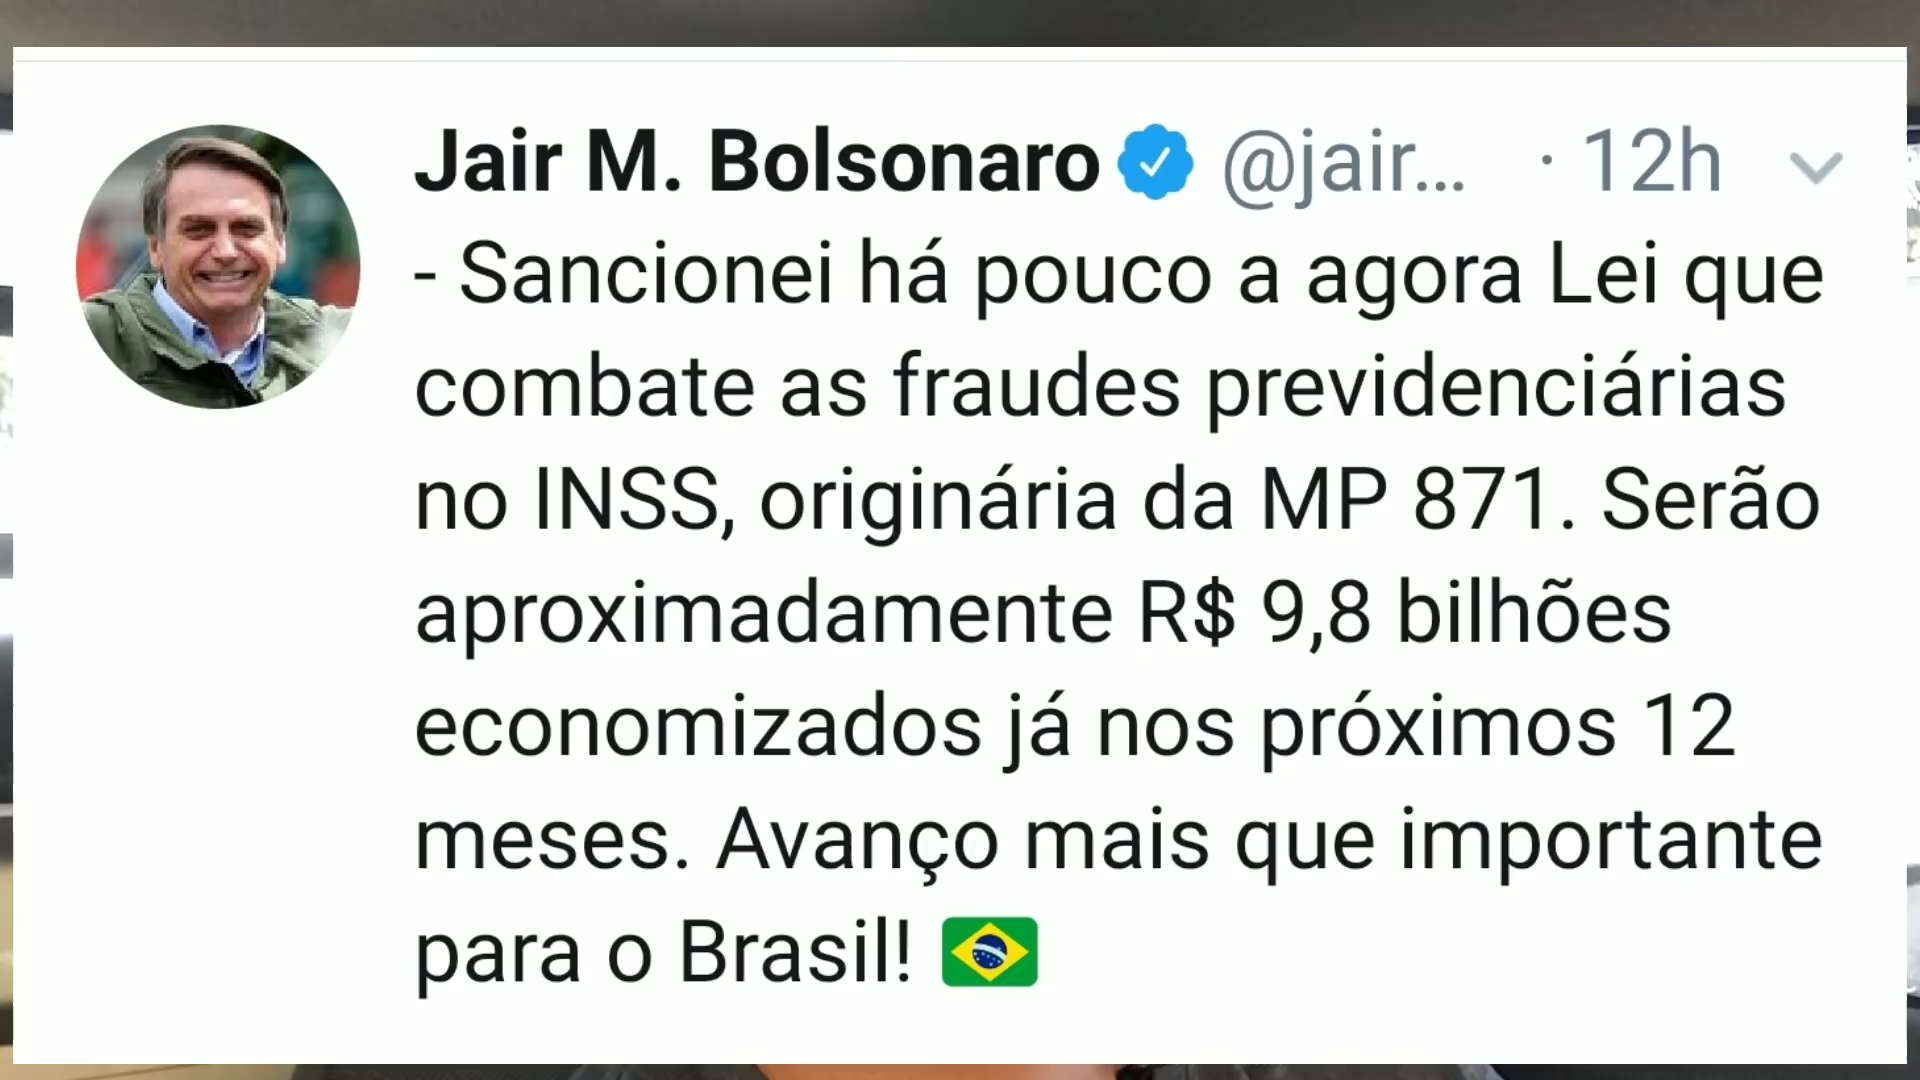 Jair M. Bolsonaro @jair... · 12h
- Sancionei há pouco a agora Lei que
combate as fraudes previdenciárias
no INSS, originária da MP 871. Serão
aproximadamente R$ 9,8 bilhões
economizados já nos próximos 12
meses. Avanço mais que importante
para o Brasil! 🇧🇷